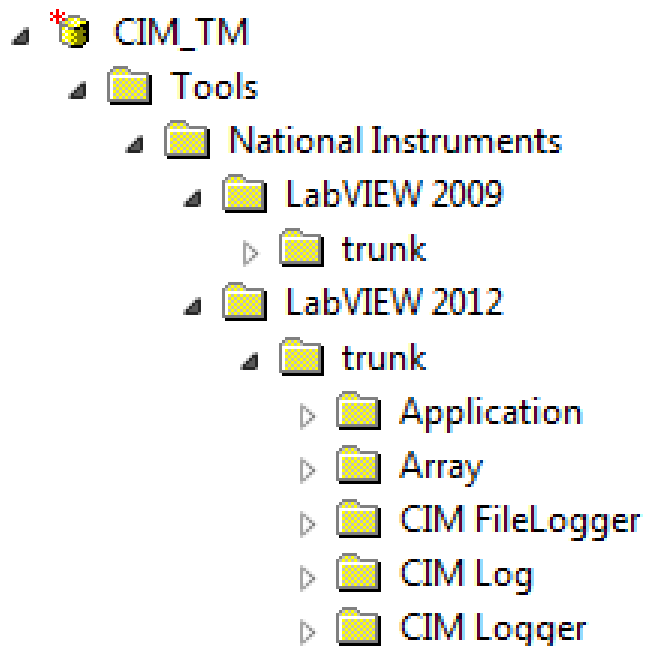 CIM_TM
Tools
National Instruments
LabVIEW 2009
trunk
LabVIEW 2012
trunk
Application
Array
CIM FileLogger
CIM Log
CIM Logger